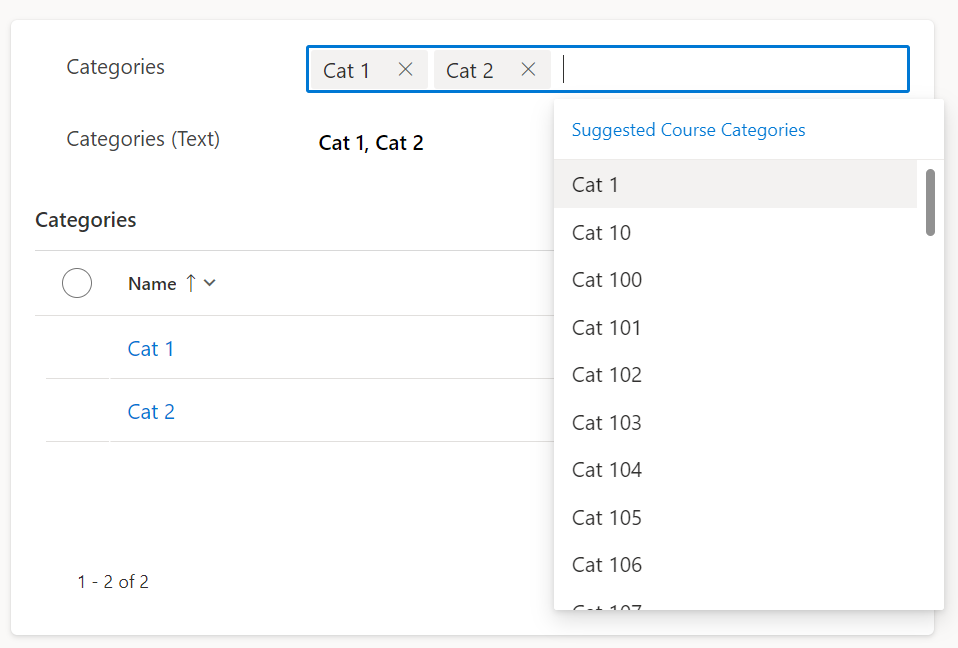 Categories
Cat 1 Cat 2
Categories (Text)
Cat 1, Cat 2
Categories
Name
Cat 1
Cat 2
1 - 2 of 2
Suggested Course Categories
Cat 1
Cat 10
Cat 100
Cat 101
Cat 102
Cat 103
Cat 104
Cat 105
Cat 106
Cat 107